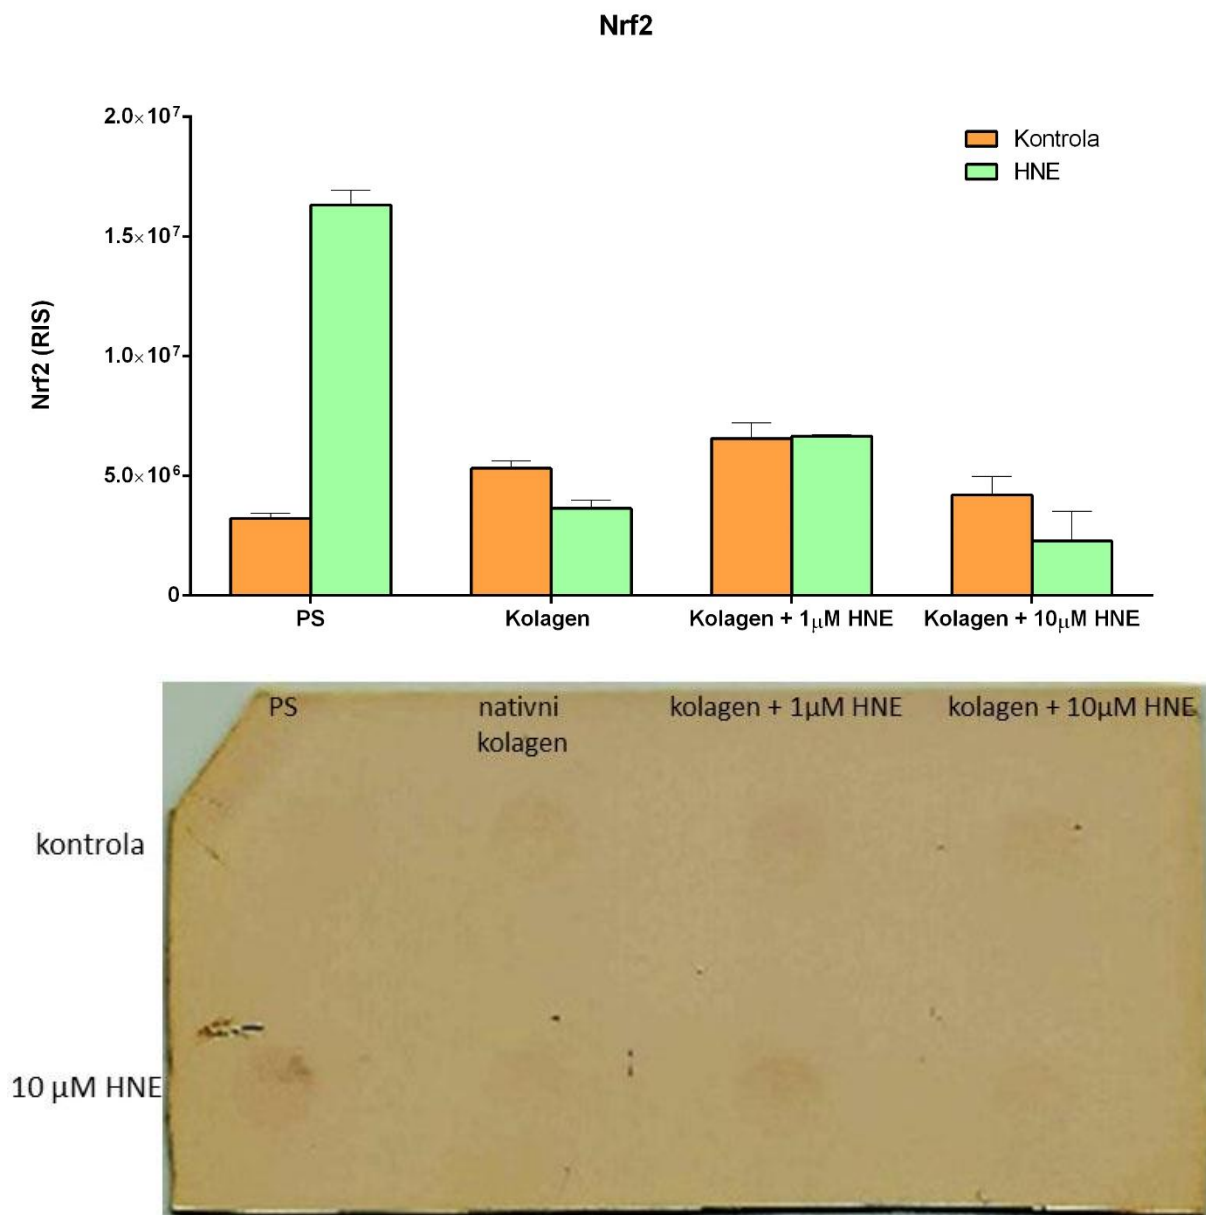 Nrf2
2.0×10⁷
1.5×10⁷
1.0×10⁷
5.0×10⁶
0
Nrf2 (RIS)
Kontrola
HNE
PS
Kolagen
Kolagen + 1μM HNE
Kolagen + 10μM HNE
PS
nativni
kolagen
kolagen + 1μM HNE
kolagen + 10μM HNE
kontrola
10 μM HNE